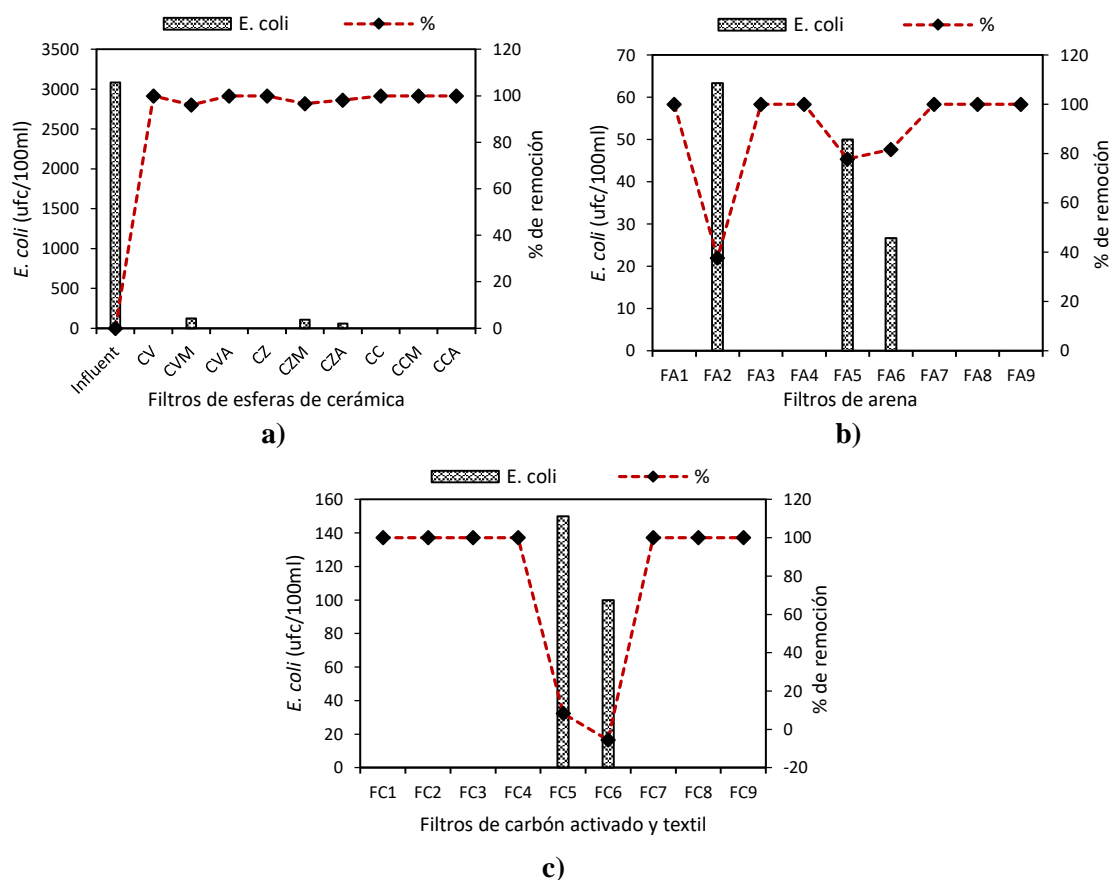 E. coli
%
3500
3000
2500
2000
1500
1000
500
0
E. coli (ufc/100ml)
120
100
80
60
40
20
0
% de remoción
Influent
CV
CVM
CVA
CZ
CZM
CZA
CC
CCM
CCA
Filtros de esferas de cerámica
a)
E. coli
%
70
60
50
40
30
20
10
0
E. coli (ufc/100ml)
120
100
80
60
40
20
0
% de remoción
FA1 FA2 FA3 FA4 FA5 FA6 FA7 FA8 FA9
Filtros de arena
b)
E. coli
%
160
140
120
100
80
60
40
20
0
E. coli (ufc/100ml)
120
100
80
60
40
20
0
-20
% de remoción
FC1 FC2 FC3 FC4 FC5 FC6 FC7 FC8 FC9
Filtros de carbón activado y textil
c)